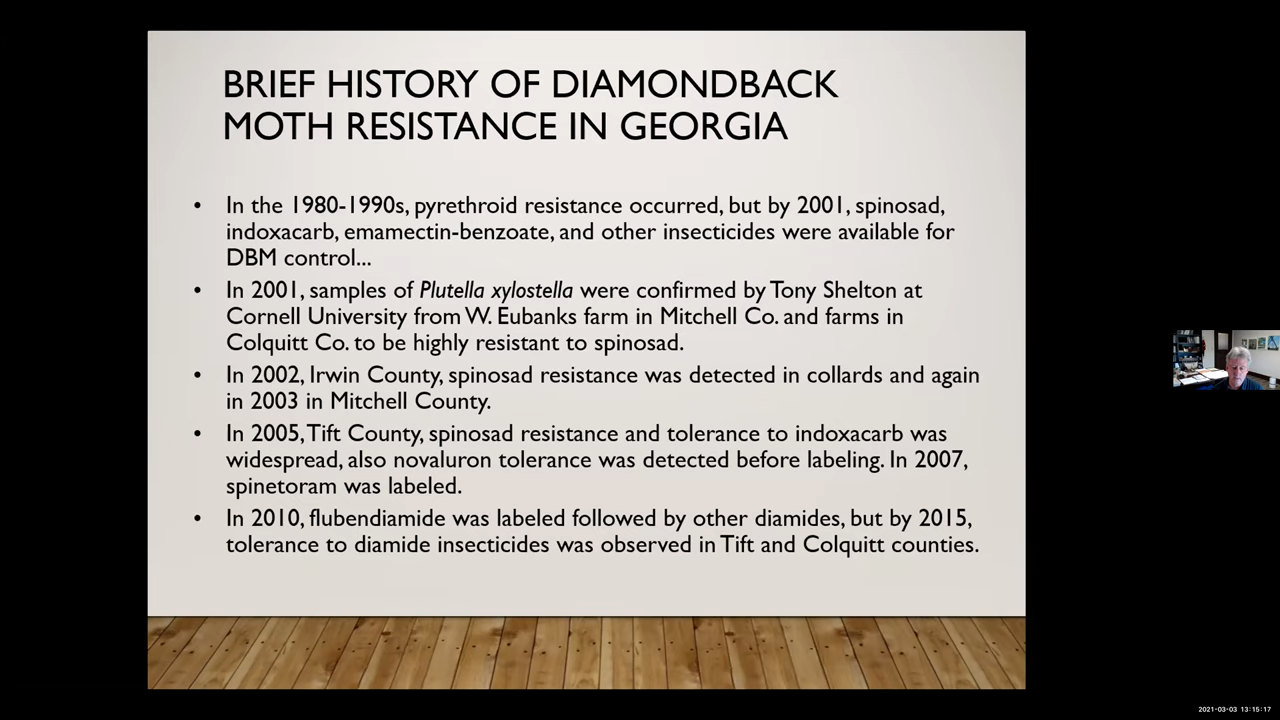 BRIEF HISTORY OF DIAMONDBACK
MOTH RESISTANCE IN GEORGIA
• In the 1980-1990s, pyrethroid resistance occurred, but by 2001, spinosad,
indoxacarb, emamectin-benzoate, and other insecticides were available for
DBM control...
• In 2001, samples of Plutella xylostella were confirmed by Tony Shelton at
Cornell University from W. Eubanks farm in Mitchell Co. and farms in
Colquitt Co. to be highly resistant to spinosad.
• In 2002, Irwin County, spinosad resistance was detected in collards and again
in 2003 in Mitchell County.
• In 2005, Tift County, spinosad resistance and tolerance to indoxacarb was
widespread, also novaluron tolerance was detected before labeling. In 2007,
spinetoram was labeled.
• In 2010, flubendiamide was labeled followed by other diamides, but by 2015,
tolerance to diamide insecticides was observed in Tift and Colquitt counties.
2021-03-03 13:15:17